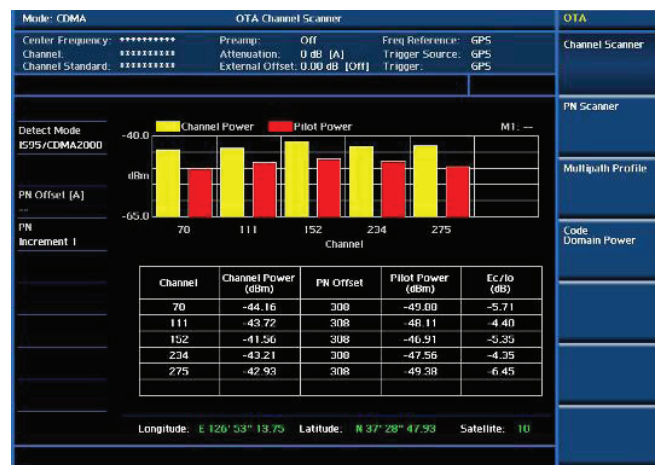 Mode: CDMA OTA Channel Scanner OTA
Center Frequency: ********** Preamp: Off Freq Reference: GPS
Channel: ********** Attenuation: 0 dB [A] Trigger Source: GPS
Channel Standard: ********** External Offset: 0.00 dB [Off] Trigger: GPS
Channel Scanner
PN Scanner
Multipath Profile
Code
Domain Power
Detect Mode
IS95/CDMA2000
PN Offset [A]
--
PN
Increment 1
Channel Power Pilot Power M1: --
-40.0
dBm
-65.0
70 111 152 234 275
Channel
Channel Channel Power (dBm) PN Offset Pilot Power (dBm) Ec/Io (dB)
70 -44.16 308 -49.88 -5.71
111 -43.72 308 -48.11 -4.40
152 -41.56 308 -46.91 -5.35
234 -43.21 308 -47.56 -4.35
275 -42.93 308 -49.38 -6.45
Longitude: E 126' 53" 13.75 Latitude: N 37' 28" 47.93 Satellite: 10